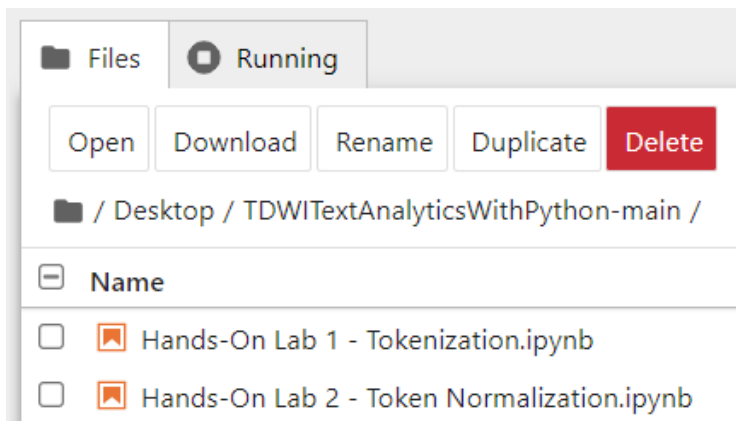 Files Running
Open Download Rename Duplicate Delete
/ Desktop / TDWITextAnalyticsWithPython-main /
Name
Hands-On Lab 1 - Tokenization.ipynb
Hands-On Lab 2 - Token Normalization.ipynb